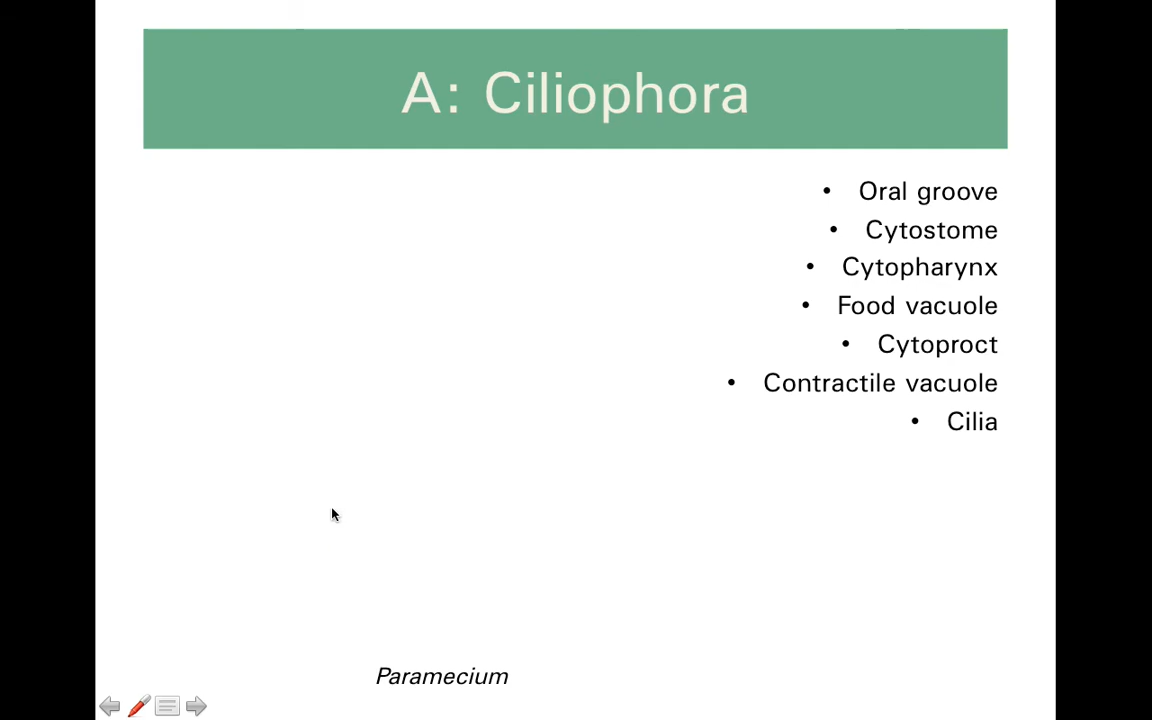 A: Ciliophora
• Oral groove
• Cytostome
• Cytopharynx
• Food vacuole
• Cytoproct
• Contractile vacuole
• Cilia
Paramecium